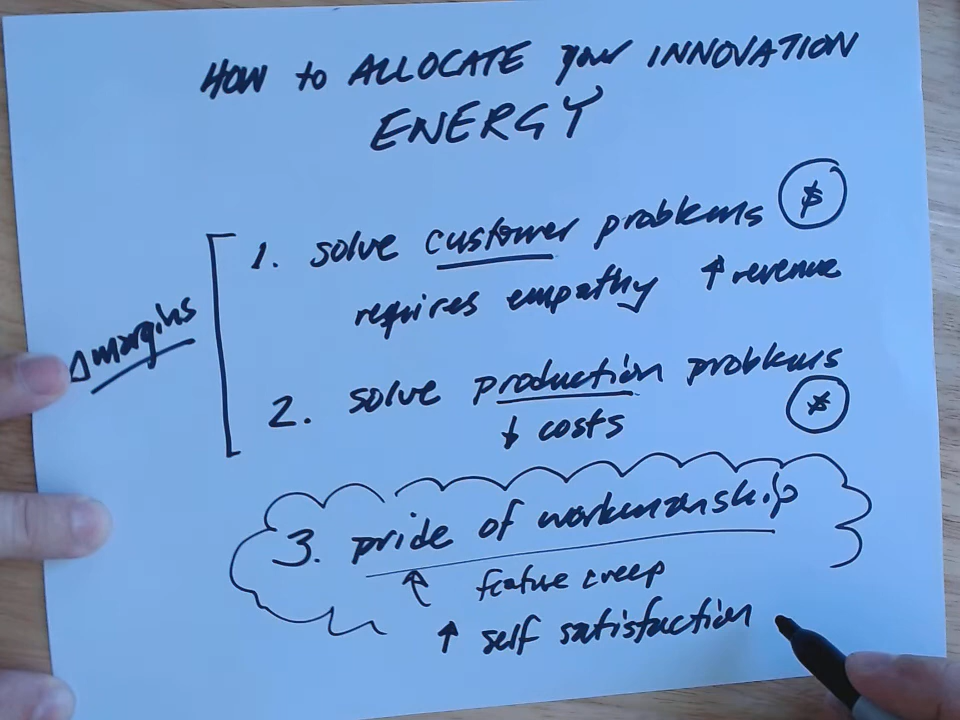 HOW to ALLOCATE your INNOVATION
ENERGY
1. solve customer problems $
requires empathy ↑ revenue
Δ margins
2. solve production problems
↓ costs $
3. pride of workmanship
↑ feature creep
↑ self satisfaction